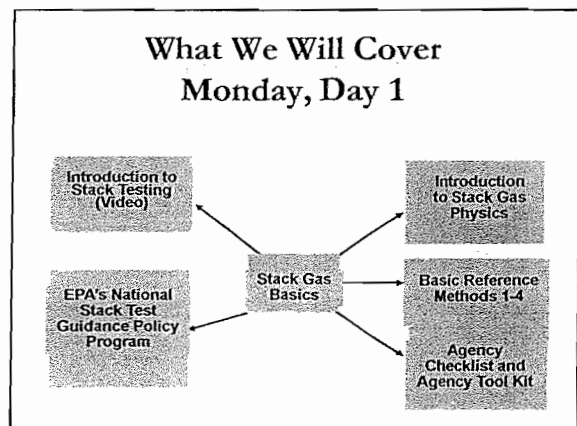 What We Will Cover
Monday, Day 1
Introduction to
Stack Testing
(Video)
Introduction
to Stack Gas
Physics
Stack Gas
Basics
EPA's National
Stack Test
Guidance Policy
Program
Basic Reference
Methods 1-4
Agency
Checklist and
Agency Tool Kit